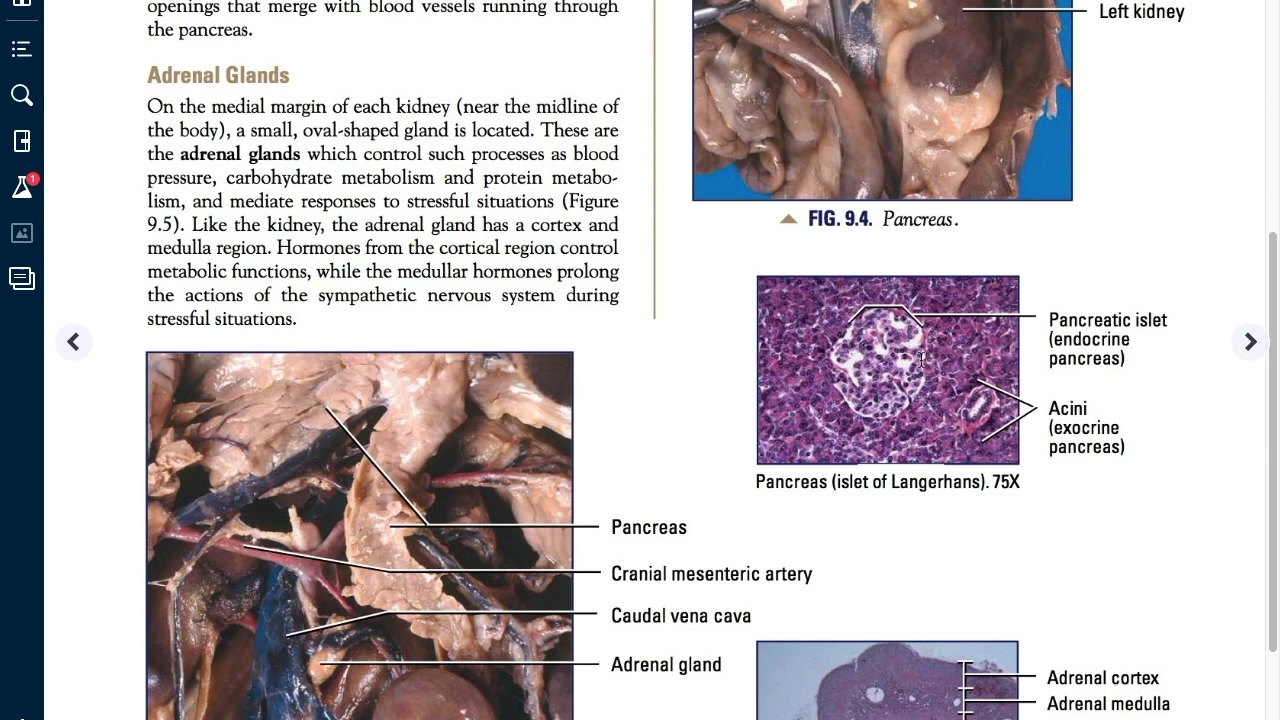 openings that merge with blood vessels running through
the pancreas.
Adrenal Glands
On the medial margin of each kidney (near the midline of
the body), a small, oval-shaped gland is located. These are
the adrenal glands which control such processes as blood
pressure, carbohydrate metabolism and protein metabo-
lism, and mediate responses to stressful situations (Figure
9.5). Like the kidney, the adrenal gland has a cortex and
medulla region. Hormones from the cortical region control
metabolic functions, while the medullar hormones prolong
the actions of the sympathetic nervous system during
stressful situations.
Left kidney
FIG. 9.4. Pancreas.
Pancreatic islet
(endocrine
pancreas)
Acini
(exocrine
pancreas)
Pancreas (islet of Langerhans). 75X
Pancreas
Cranial mesenteric artery
Caudal vena cava
Adrenal gland
Adrenal cortex
Adrenal medulla
1